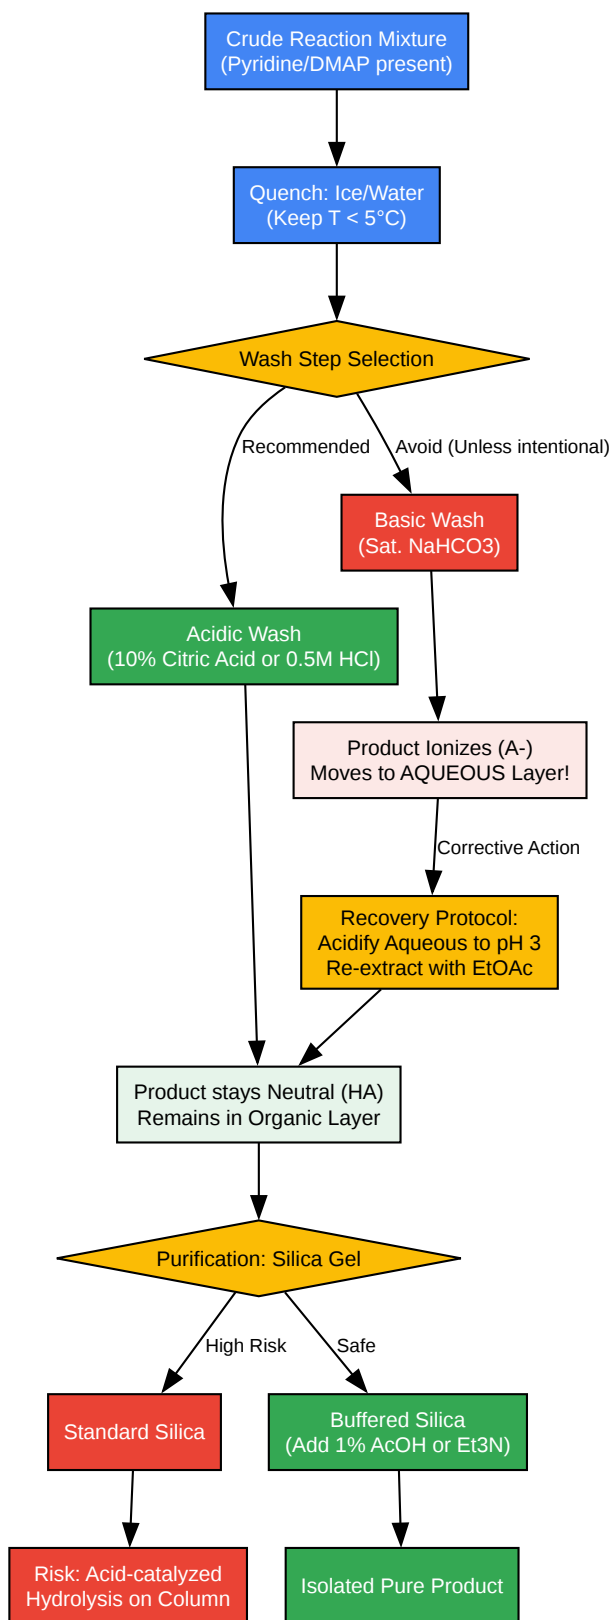 Crude Reaction Mixture
(Pyridine/DMAP present)
Quench: Ice/Water
(Keep T < 5°C)
Wash Step Selection
Recommended
Avoid (Unless intentional)
Basic Wash
(Sat. NaHCO3)
Acidic Wash
(10% Citric Acid or 0.5M HCl)
Product Ionizes (A-)
Moves to AQUEOUS Layer!
Corrective Action
Recovery Protocol:
Acidify Aqueous to pH 3
Re-extract with EtOAc
Product stays Neutral (HA)
Remains in Organic Layer
Purification: Silica Gel
High Risk
Safe
Standard Silica
Buffered Silica
(Add 1% AcOH or Et3N)
Risk: Acid-catalyzed
Hydrolysis on Column
Isolated Pure Product